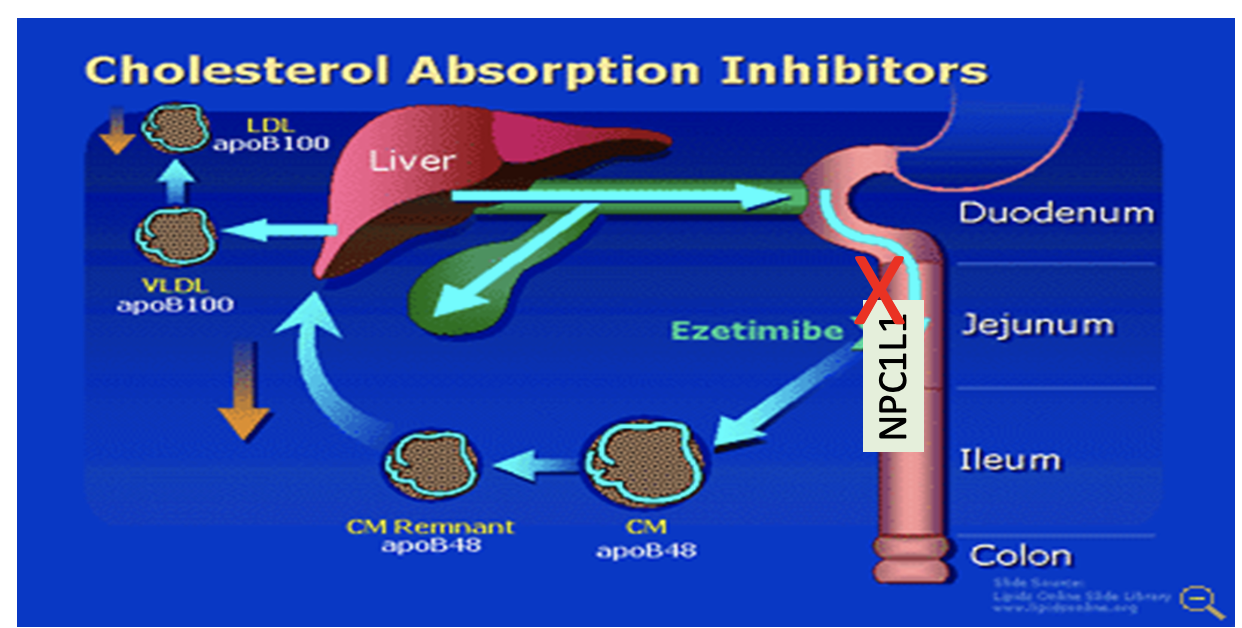 Cholesterol Absorption Inhibitors
LDL
apoB100
Liver
Duodenum
VLDL
apoB100
X
Ezetimibe
NPC1L1
Jejunum
Ileum
CM Remnant
apoB48
CM
apoB48
Colon
Slide Source:
Lipids Online Slide Library
www.lipidsonline.org